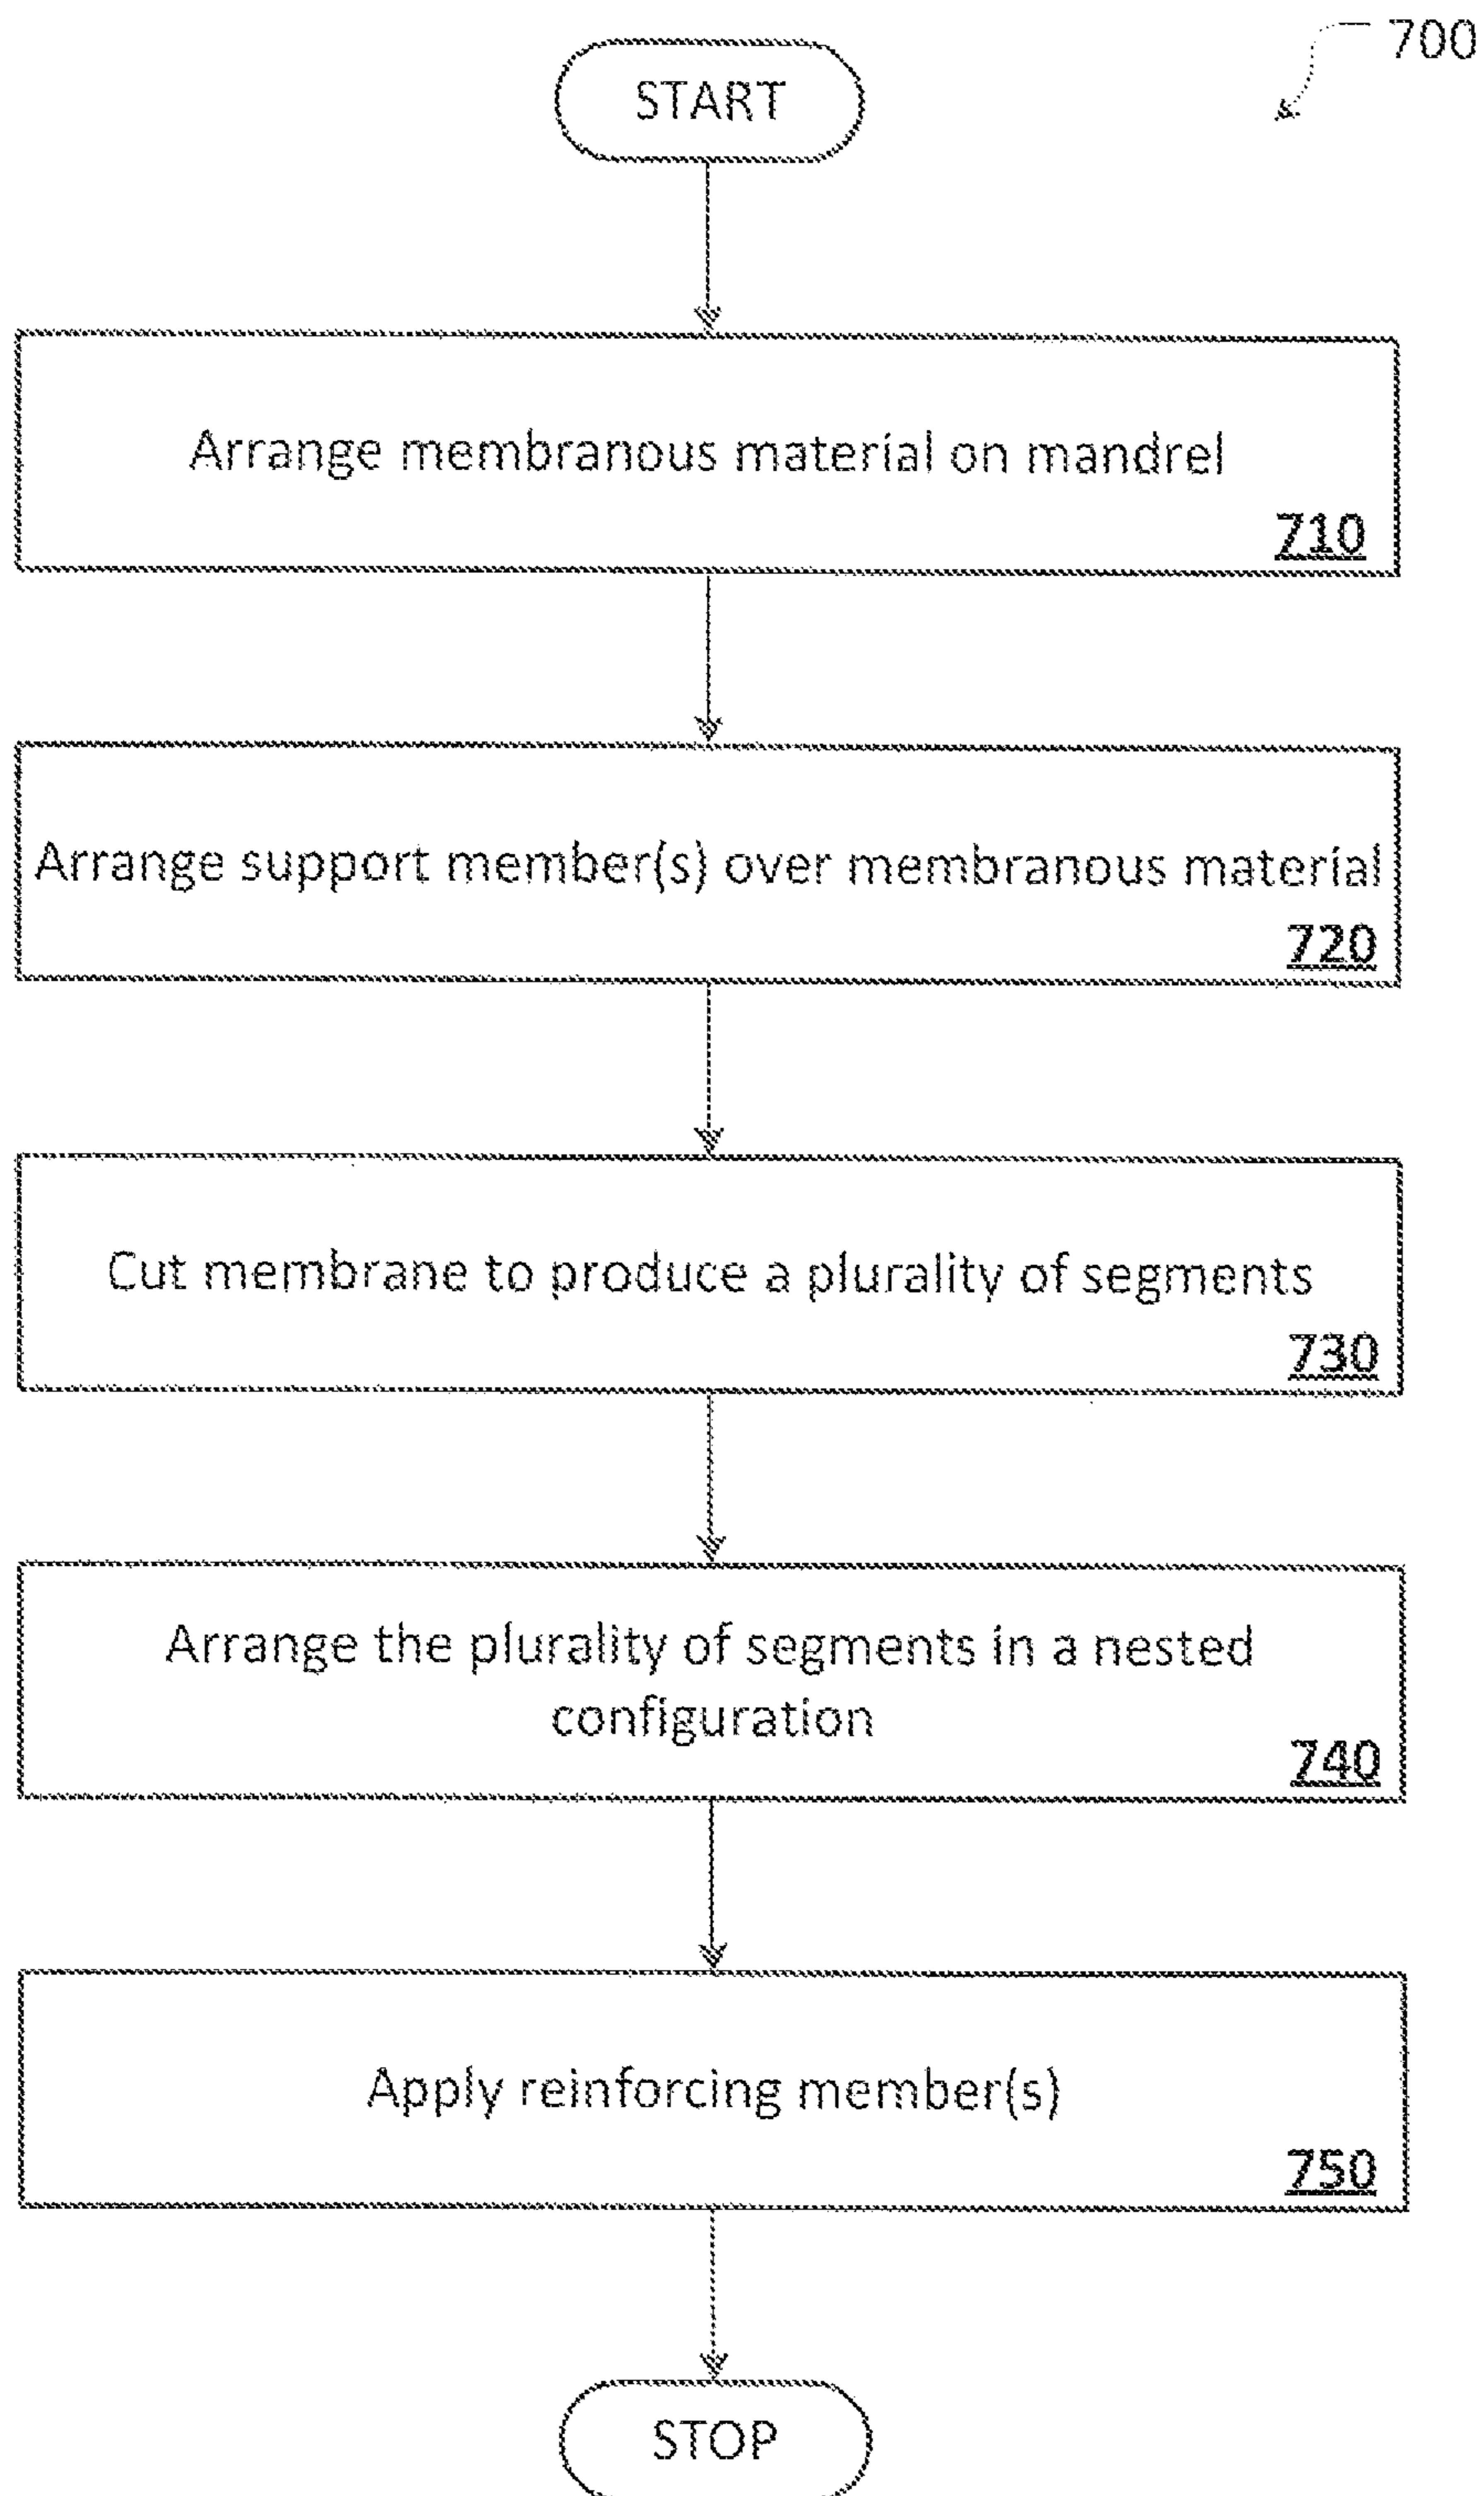 700
START
Arrange membranous material on mandrel
710
Arrange support member(s) over membranous material
720
Cut membrane to produce a plurality of segments
730
Arrange the plurality of segments in a nested
configuration
740
Apply reinforcing member(s)
750
STOP